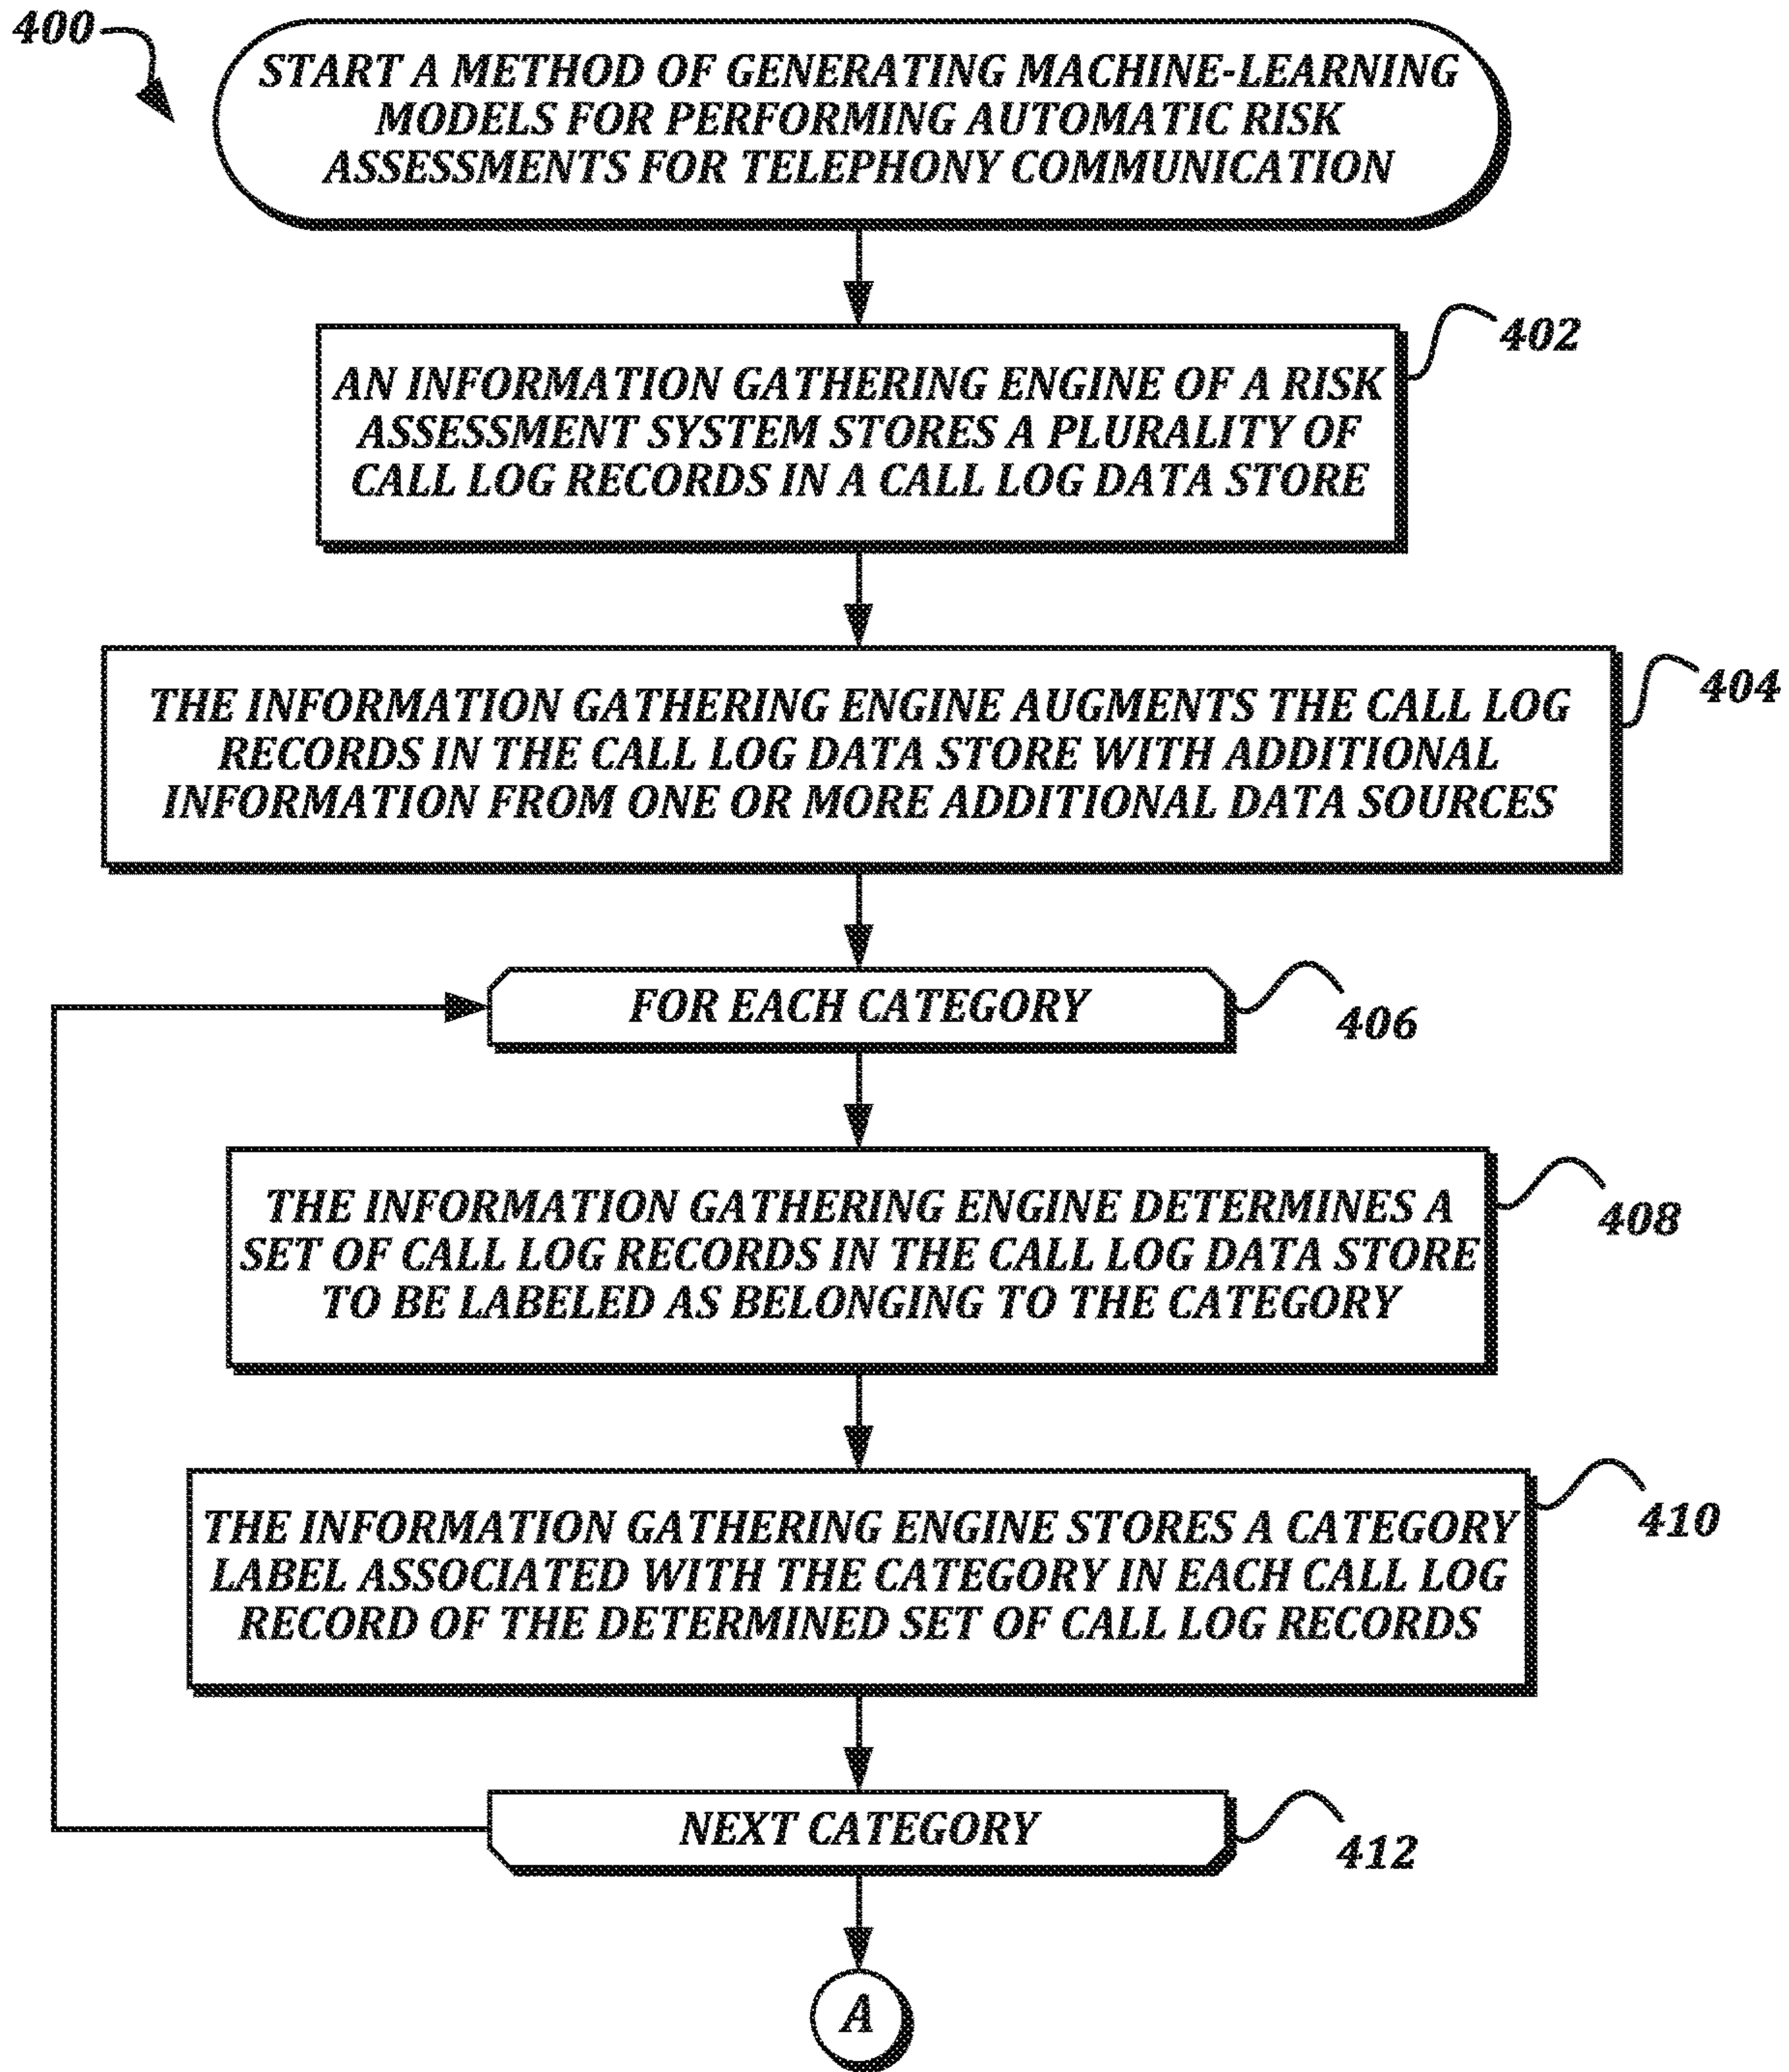 400
START A METHOD OF GENERATING MACHINE-LEARNING
MODELS FOR PERFORMING AUTOMATIC RISK
ASSESSMENTS FOR TELEPHONY COMMUNICATION
402
AN INFORMATION GATHERING ENGINE OF A RISK
ASSESSMENT SYSTEM STORES A PLURALITY OF
CALL LOG RECORDS IN A CALL LOG DATA STORE
404
THE INFORMATION GATHERING ENGINE AUGMENTS THE CALL LOG
RECORDS IN THE CALL LOG DATA STORE WITH ADDITIONAL
INFORMATION FROM ONE OR MORE ADDITIONAL DATA SOURCES
FOR EACH CATEGORY
406
THE INFORMATION GATHERING ENGINE DETERMINES A
SET OF CALL LOG RECORDS IN THE CALL LOG DATA STORE
TO BE LABELED AS BELONGING TO THE CATEGORY
408
THE INFORMATION GATHERING ENGINE STORES A CATEGORY
LABEL ASSOCIATED WITH THE CATEGORY IN EACH CALL LOG
RECORD OF THE DETERMINED SET OF CALL LOG RECORDS
410
NEXT CATEGORY
412
A